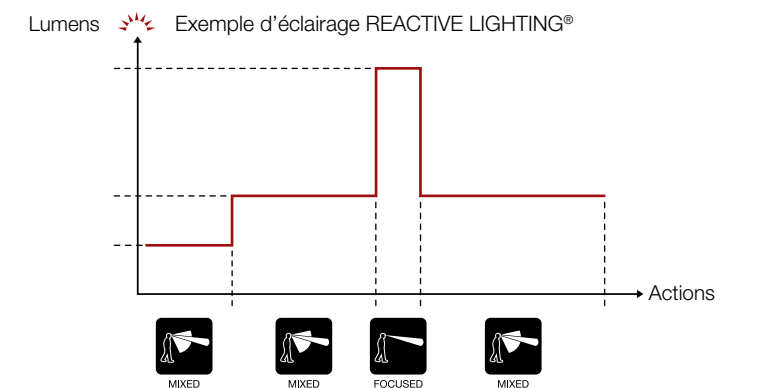 Lumens
Exemple d’éclairage REACTIVE LIGHTING®
Actions
MIXED
MIXED
FOCUSED
MIXED